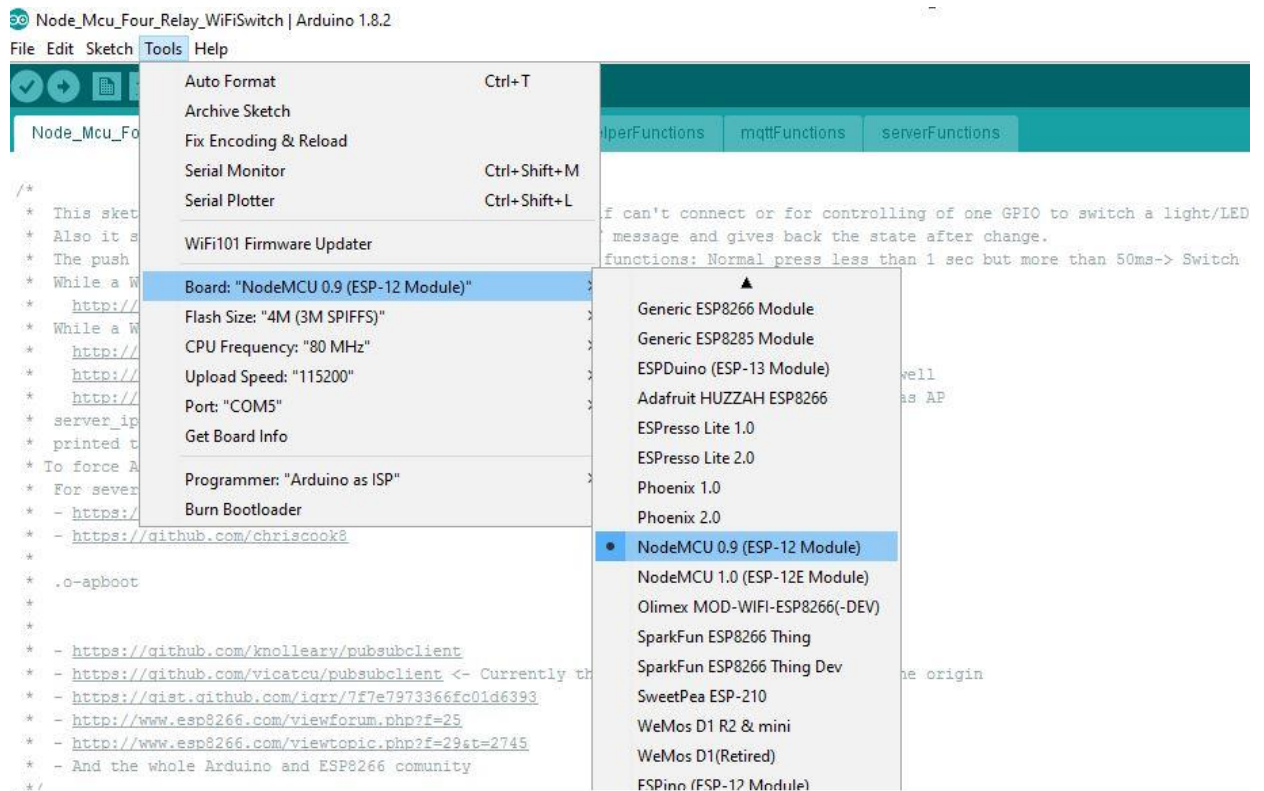 Node_Mcu_Four_Relay_WiFiSwitch | Arduino 1.8.2
File Edit Sketch Tools Help
Auto Format Ctrl+T
Archive Sketch
Fix Encoding & Reload
Serial Monitor Ctrl+Shift+M
Serial Plotter Ctrl+Shift+L
WiFi101 Firmware Updater
Board: "NodeMCU 0.9 (ESP-12 Module)"
Flash Size: "4M (3M SPIFFS)"
CPU Frequency: "80 MHz"
Upload Speed: "115200"
Port: "COM5"
Get Board Info
Programmer: "Arduino as ISP"
Burn Bootloader
Generic ESP8266 Module
Generic ESP8285 Module
ESPDuino (ESP-13 Module)
Adafruit HUZZAH ESP8266
ESPresso Lite 1.0
ESPresso Lite 2.0
Phoenix 1.0
Phoenix 2.0
NodeMCU 0.9 (ESP-12 Module)
NodeMCU 1.0 (ESP-12E Module)
Olimex MOD-WIFI-ESP8266(-DEV)
SparkFun ESP8266 Thing
SparkFun ESP8266 Thing Dev
SweetPea ESP-210
WeMos D1 R2 & mini
WeMos D1(Retired)
ESPino (ESP-12 Module)
Node_Mcu_Fo lperFunctions mqttFunctions serverFunctions
/*
* This sket if can't connect or for controlling of one GPIO to switch a light/LED
* Also it s message and gives back the state after change.
* The push functions: Normal press less than 1 sec but more than 50ms-> Switch
* While a W
* http://
* While a W
* http://
* http:// well
* http:// as AP
* server_ip
* printed t
* To force A
* For sever
* - https:/
* - https://github.com/chriscook8
*
* .o-apboot
*
*
* - https://github.com/knolleary/pubsubclient
* - https://github.com/vicatcu/pubsubclient <- Currently th he origin
* - https://gist.github.com/igrr/7f7e7973366fc01d6393
* - http://www.esp8266.com/viewforum.php?f=25
* - http://www.esp8266.com/viewtopic.php?f=29&t=2745
* - And the whole Arduino and ESP8266 comunity
*/